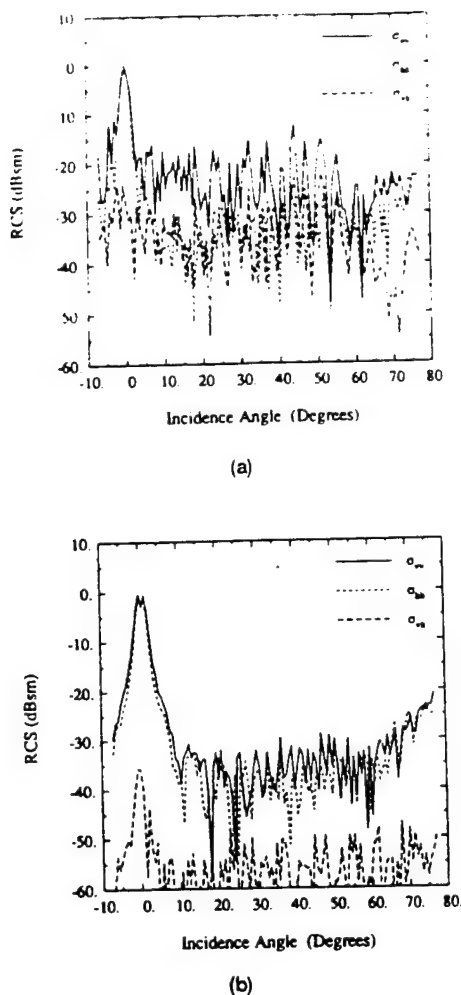 10
0
-10
-20
-30
-40
50
-60
-10. 0 10. 20. 30. 40. 50. 60. 70. 80
RCS (dBsm)
Incidence Angle (Degrees)
(a)
10.
0.
-10.
-20.
-30.
-40.
-50.
-60.
-10. 0. 10. 20. 30. 40. 50. 60. 70. 80.
RCS (dBsm)
σvv
σhh
Incidence Angle (Degrees)
(b)